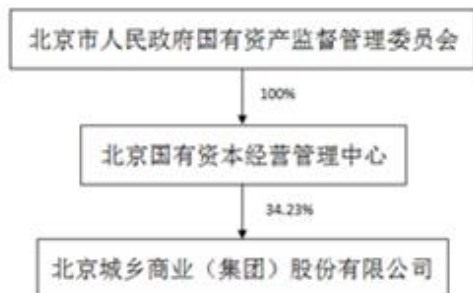 北京市人民政府国有资产监督管理委员会
100%
北京国有资本经营管理中心
34.23%
北京城乡商业（集团）股份有限公司